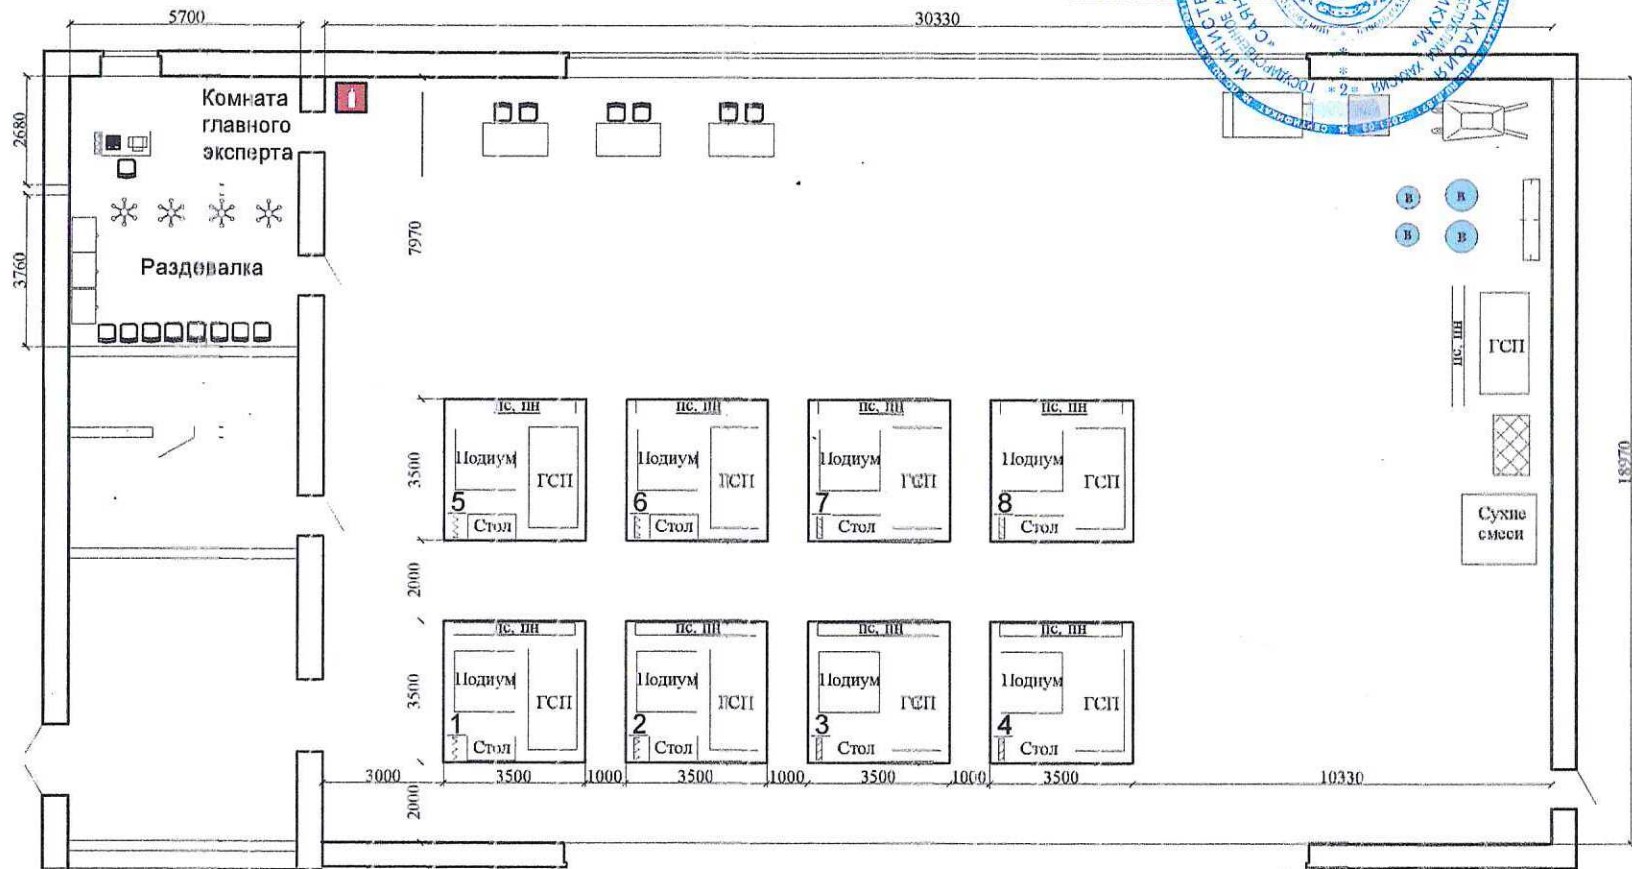 5700
30330
МИНИСТЕ
ХАКАСИЯ
ГОСУДАРСТВЕННОЕ
* 2 *
Комната
главного
эксперта
2680
7970
3760
В В
В В
Раздевалка
пс, пн
ГСП
18970
Сухие
смеси
3500
пс, пн
Подиум
ГСП
5
Стол
пс, пн
Подиум
ГСП
6
Стол
пс, пн
Подиум
ГСП
7
Стол
пс, пн
Подиум
ГСП
8
Стол
2000
3500
пс, пн
Подиум
ГСП
1
Стол
пс, пн
Подиум
ГСП
2
Стол
пс, пн
Подиум
ГСП
3
Стол
пс, пн
Подиум
ГСП
4
Стол
3000 3500 1000 3500 1000 3500 1000 3500 10330
2000